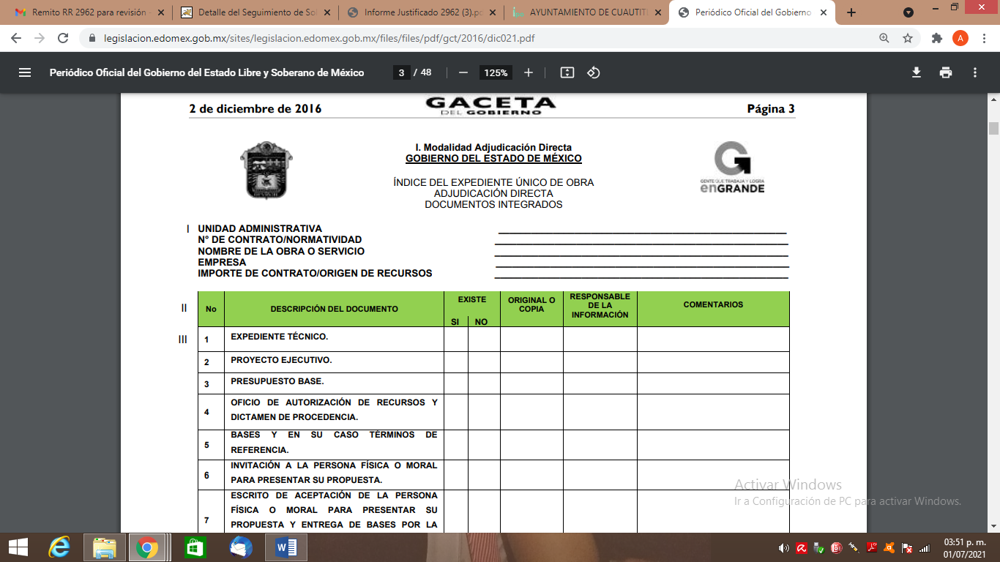 Remito RR 2962 para revisión
Detalle del Seguimiento de Sol
Informe Justificado 2962 (3).pd
AYUNTAMIENTO DE CUAUTITL
Periódico Oficial del Gobierno
legislacion.edomex.gob.mx/sites/legislacion.edomex.gob.mx/files/files/pdf/gct/2016/dic021.pdf
A
Periódico Oficial del Gobierno del Estado Libre y Soberano de México
3 / 48
125%
2 de diciembre de 2016
GACETA
DEL GOBIERNO
Página 3
I. Modalidad Adjudicación Directa
GOBIERNO DEL ESTADO DE MÉXICO
ÍNDICE DEL EXPEDIENTE ÚNICO DE OBRA
ADJUDICACIÓN DIRECTA
DOCUMENTOS INTEGRADOS
GENTE QUE TRABAJA Y LOGRA
enGRANDE
I UNIDAD ADMINISTRATIVA
N° DE CONTRATO/NORMATIVIDAD
NOMBRE DE LA OBRA O SERVICIO
EMPRESA
IMPORTE DE CONTRATO/ORIGEN DE RECURSOS
II
No
DESCRIPCIÓN DEL DOCUMENTO
EXISTE
SI NO
ORIGINAL O
COPIA
RESPONSABLE
DE LA
INFORMACIÓN
COMENTARIOS
III
1 EXPEDIENTE TÉCNICO.
2 PROYECTO EJECUTIVO.
3 PRESUPUESTO BASE.
4 OFICIO DE AUTORIZACIÓN DE RECURSOS Y
DICTAMEN DE PROCEDENCIA.
5 BASES Y EN SU CASO TÉRMINOS DE
REFERENCIA.
6 INVITACIÓN A LA PERSONA FÍSICA O MORAL
PARA PRESENTAR SU PROPUESTA.
7 ESCRITO DE ACEPTACIÓN DE LA PERSONA
FÍSICA O MORAL PARA PRESENTAR SU
PROPUESTA Y ENTREGA DE BASES POR LA
Activar Windows
Ir a Configuración de PC para activar Windows.
03:51 p. m.
01/07/2021